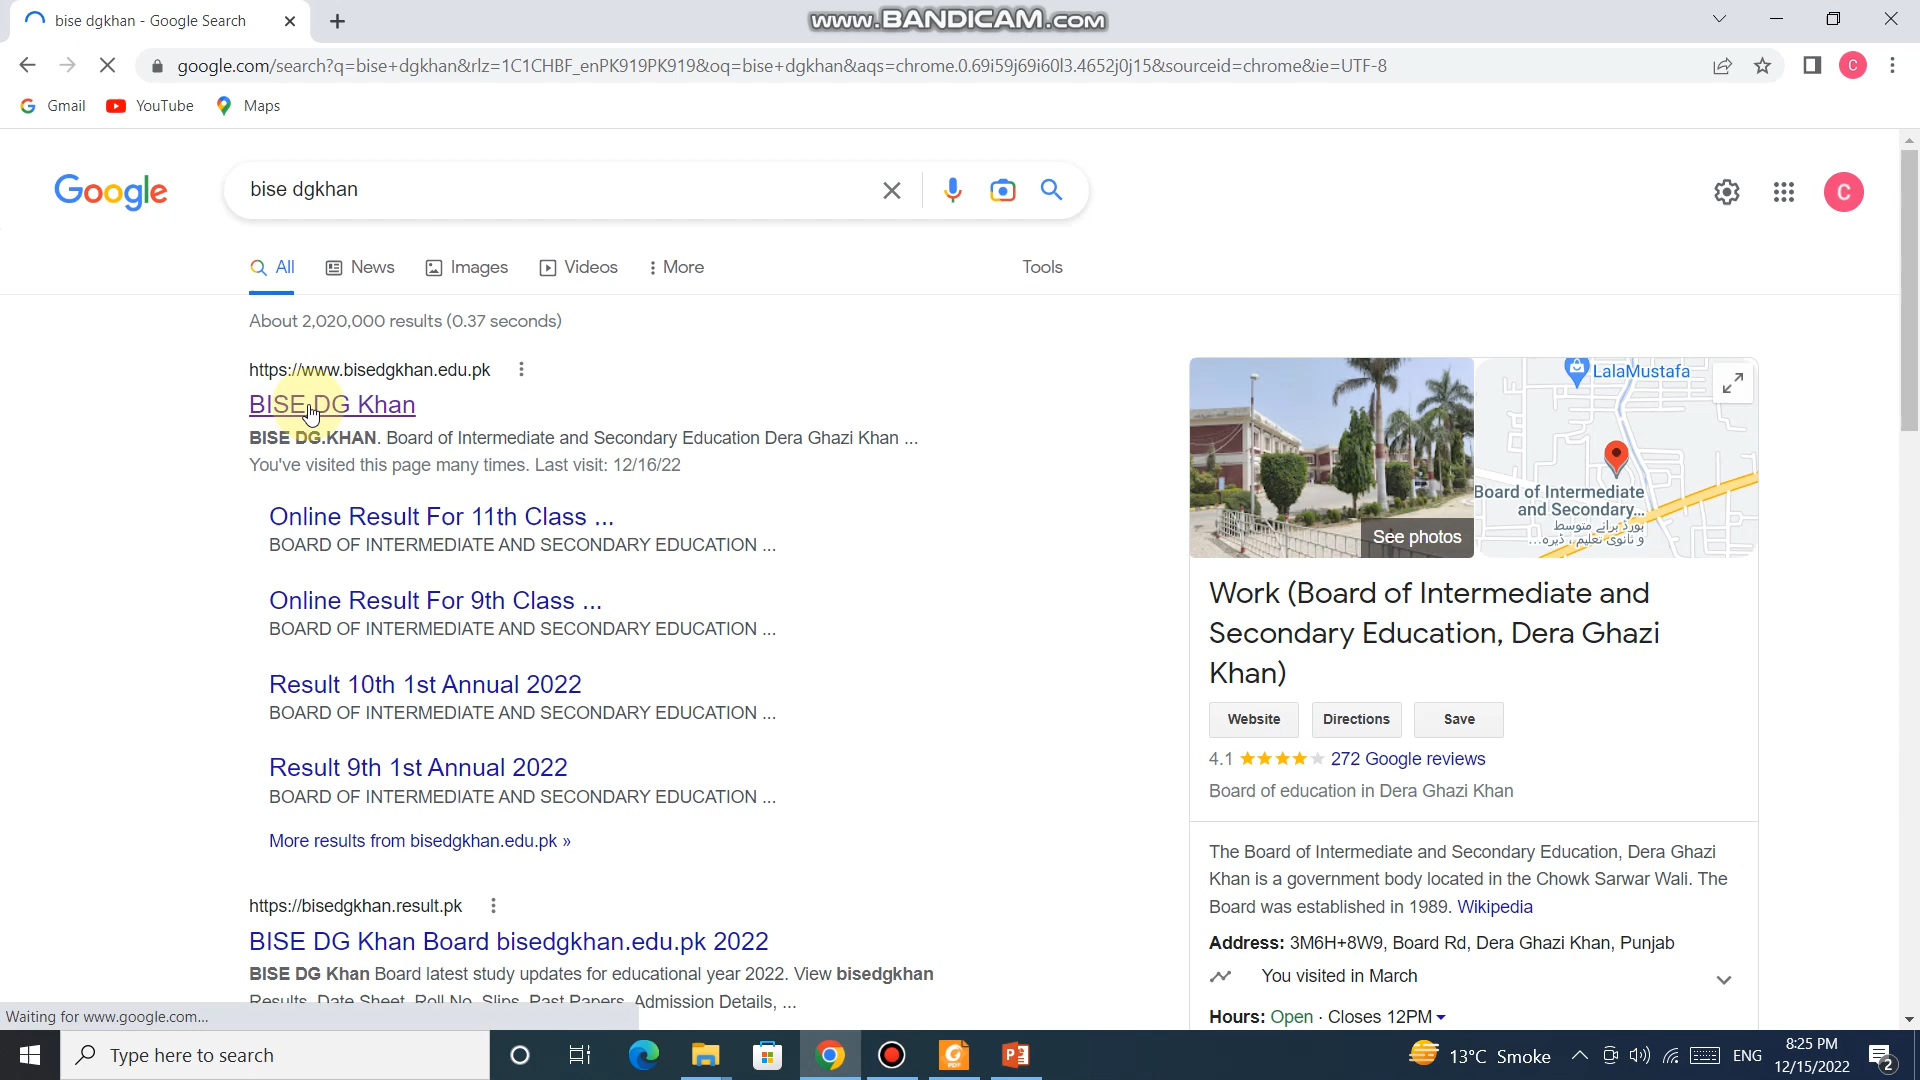 bise dgkhan - Google Search
www.BANDICAM.com
google.com/search?q=bise+dgkhan&rlz=1C1CHBF_enPK919PK919&oq=bise+dgkhan&aqs=chrome.0.69i59j69i60l3.4652j0j15&sourceid=chrome&ie=UTF-8
C
Gmail YouTube Maps
Google
bise dgkhan
C
All News Images Videos More Tools
About 2,020,000 results (0.37 seconds)
https://www.bisedgkhan.edu.pk
BISE DG Khan
BISE DG.KHAN. Board of Intermediate and Secondary Education Dera Ghazi Khan ...
You've visited this page many times. Last visit: 12/16/22
Online Result For 11th Class ...
BOARD OF INTERMEDIATE AND SECONDARY EDUCATION ...
Online Result For 9th Class ...
BOARD OF INTERMEDIATE AND SECONDARY EDUCATION ...
Result 10th 1st Annual 2022
BOARD OF INTERMEDIATE AND SECONDARY EDUCATION ...
Result 9th 1st Annual 2022
BOARD OF INTERMEDIATE AND SECONDARY EDUCATION ...
More results from bisedgkhan.edu.pk »
https://bisedgkhan.result.pk
BISE DG Khan Board bisedgkhan.edu.pk 2022
BISE DG Khan Board latest study updates for educational year 2022. View bisedgkhan
Results, Date Sheet, Roll No. Slips, Past Papers, Admission Details, ...
LalaMustafa
Board of Intermediate
and Secondary...
بورڈ برائے متوسط
و ثانوی تعلیم، ڈیرہ...
See photos
Work (Board of Intermediate and
Secondary Education, Dera Ghazi
Khan)
Website Directions Save
4.1 272 Google reviews
Board of education in Dera Ghazi Khan
The Board of Intermediate and Secondary Education, Dera Ghazi
Khan is a government body located in the Chowk Sarwar Wali. The
Board was established in 1989. Wikipedia
Address: 3M6H+8W9, Board Rd, Dera Ghazi Khan, Punjab
You visited in March
Hours: Open · Closes 12PM
Waiting for www.google.com...
Type here to search
13°C Smoke
ENG
8:25 PM
12/15/2022
2